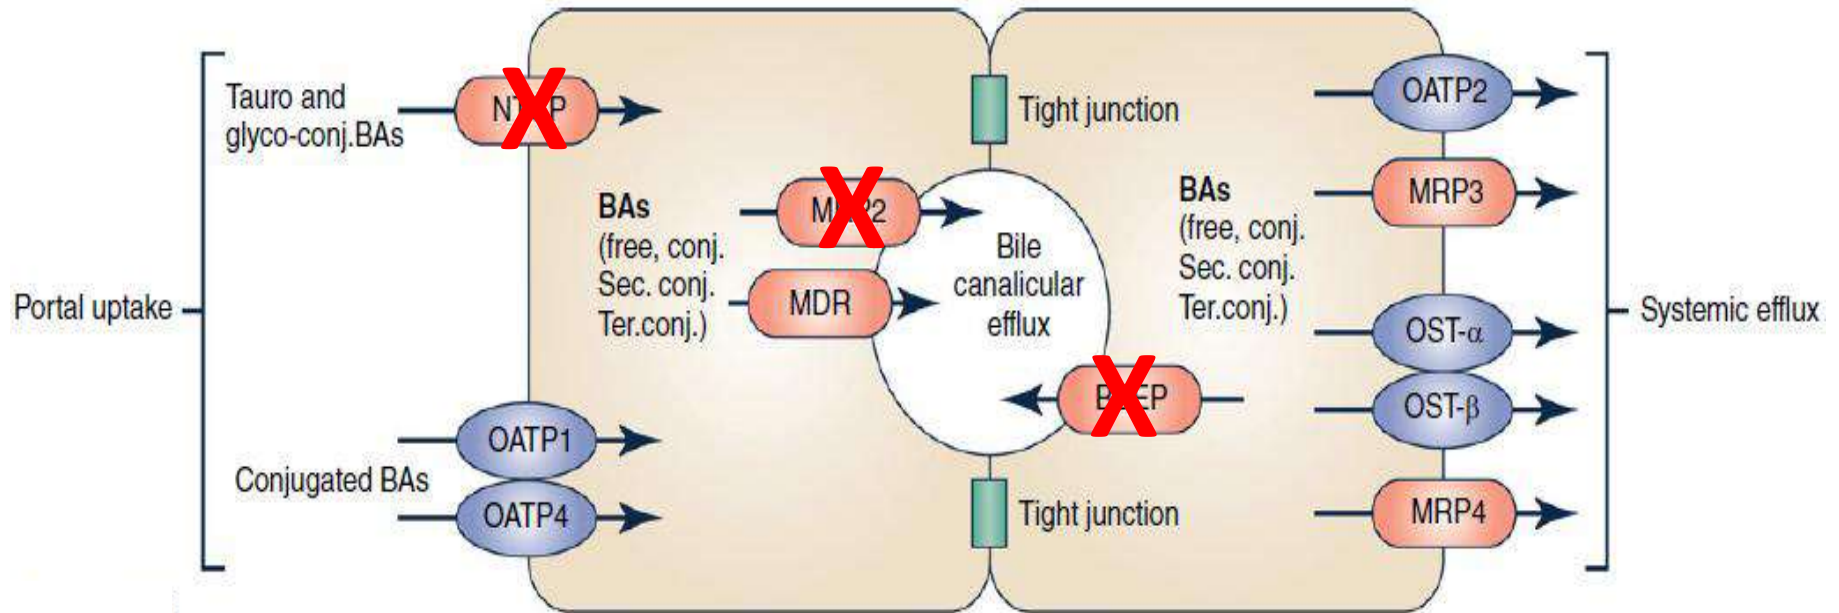 Tauro and
glyco-conj.BAs
Portal uptake
Conjugated BAs
OATP1
OATP4
BAs
(free, conj.
Sec. conj.
Ter.conj.)
MDR
Tight junction
Bile
canalicular
efflux
Tight junction
BAs
(free, conj.
Sec. conj.
Ter.conj.)
OATP2
MRP3
OST-α
OST-β
MRP4
Systemic efflux